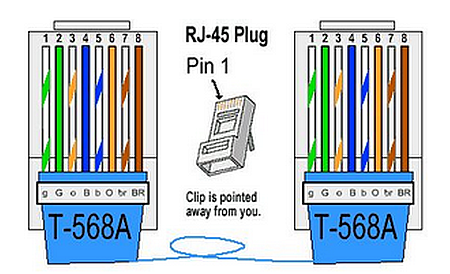 1 2 3 4 5 6 7 8
g G o B b O br BR
T-568A
RJ-45 Plug
Pin 1
Clip is pointed
away from you.
1 2 3 4 5 6 7 8
g G o B b O br BR
T-568A